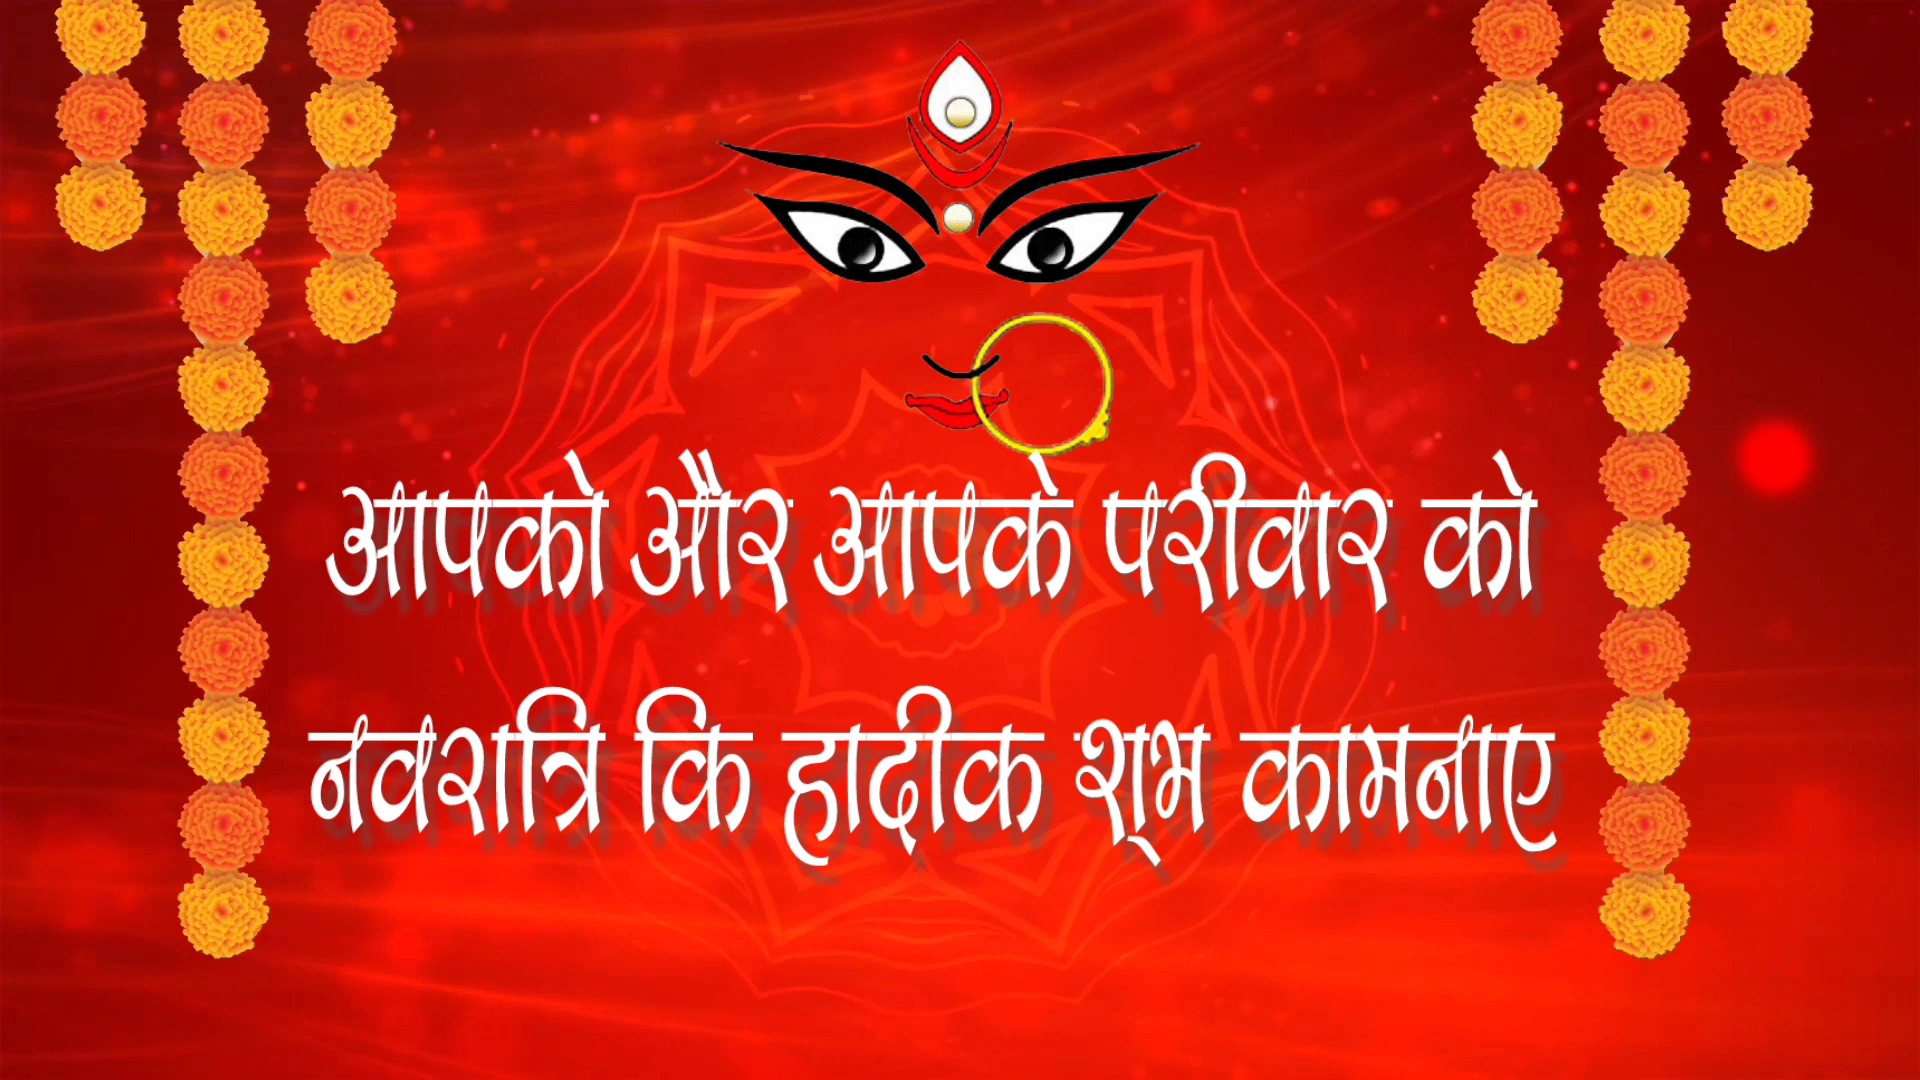 आपको और आपके परीवार को
नवरात्रि कि हादीक श्भ कामनाए